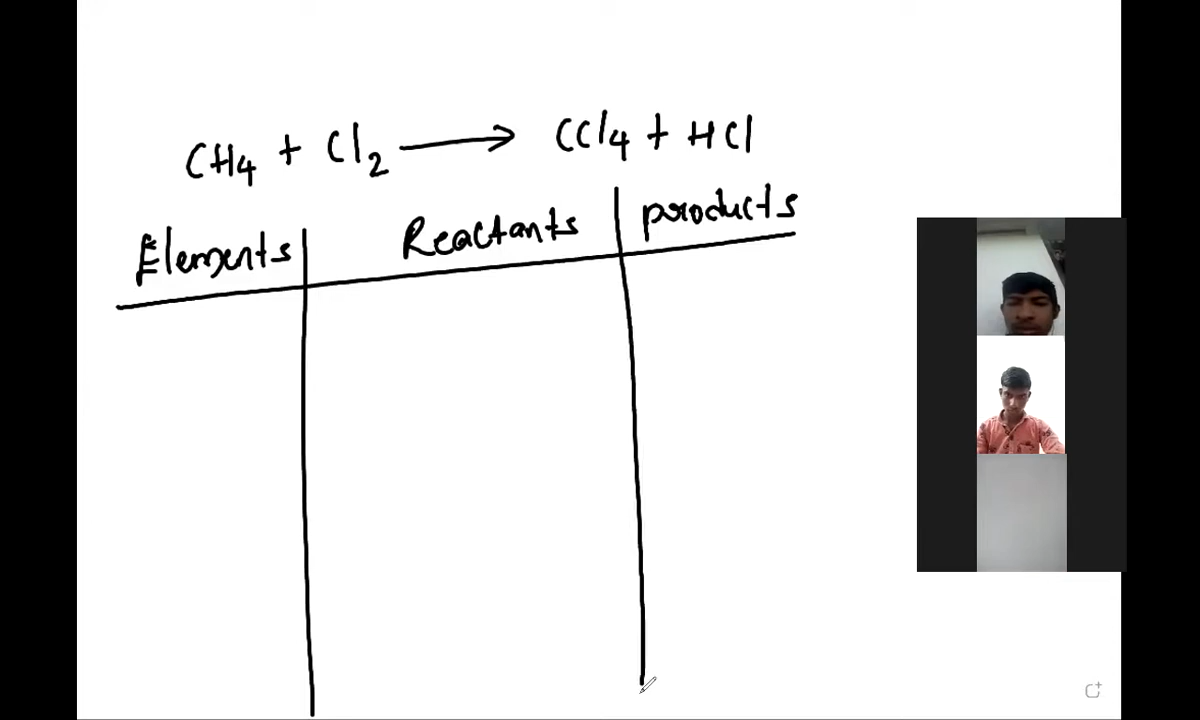 CH4 + Cl2 → CCl4 + HCl
Elements Reactants products